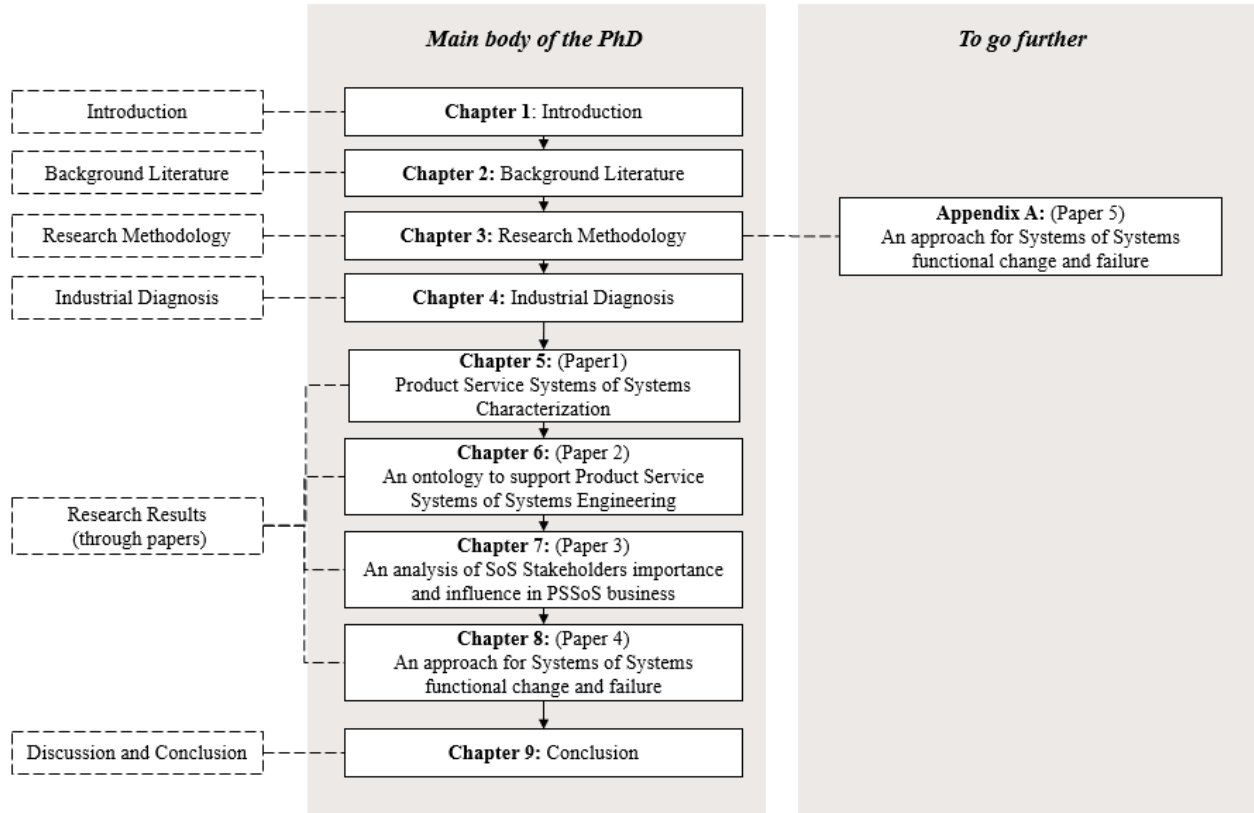 Main body of the PhD
To go further
Introduction
Chapter 1: Introduction
Background Literature
Chapter 2: Background Literature
Research Methodology
Chapter 3: Research Methodology
Appendix A: (Paper 5)
An approach for Systems of Systems
functional change and failure
Industrial Diagnosis
Chapter 4: Industrial Diagnosis
Chapter 5: (Paper1)
Product Service Systems of Systems
Characterization
Chapter 6: (Paper 2)
An ontology to support Product Service
Systems of Systems Engineering
Research Results
(through papers)
Chapter 7: (Paper 3)
An analysis of SoS Stakeholders importance
and influence in PSSoS business
Chapter 8: (Paper 4)
An approach for Systems of Systems
functional change and failure
Discussion and Conclusion
Chapter 9: Conclusion